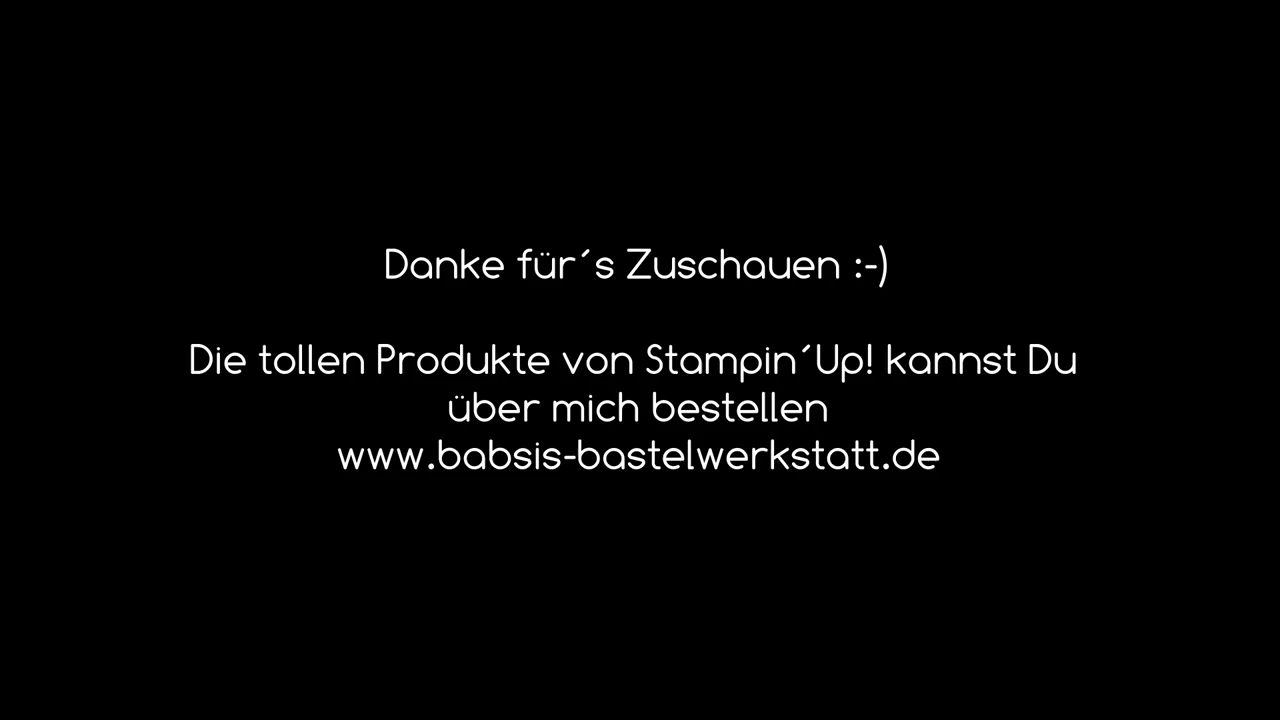 Danke für´s Zuschauen :-)
Die tollen Produkte von Stampin´Up! kannst Du
über mich bestellen
www.babsis-bastelwerkstatt.de